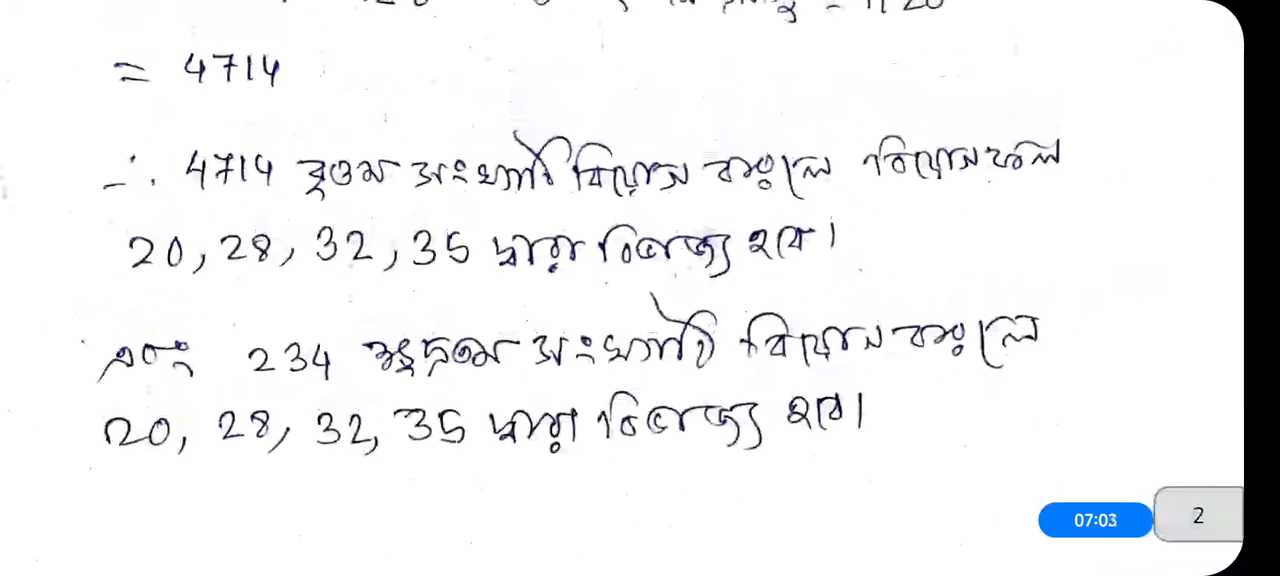 = 4714
∴ 4714 বৃহত্তম সংখ্যাটি বিয়োগ করলে বিয়োগফল
20, 28, 32, 35 দ্বারা বিভাজ্য হবে।
এবং 234 ক্ষুদ্রতম সংখ্যাটি বিয়োগ করলে
20, 28, 32, 35 দ্বারা বিভাজ্য হবে।
07:03
2